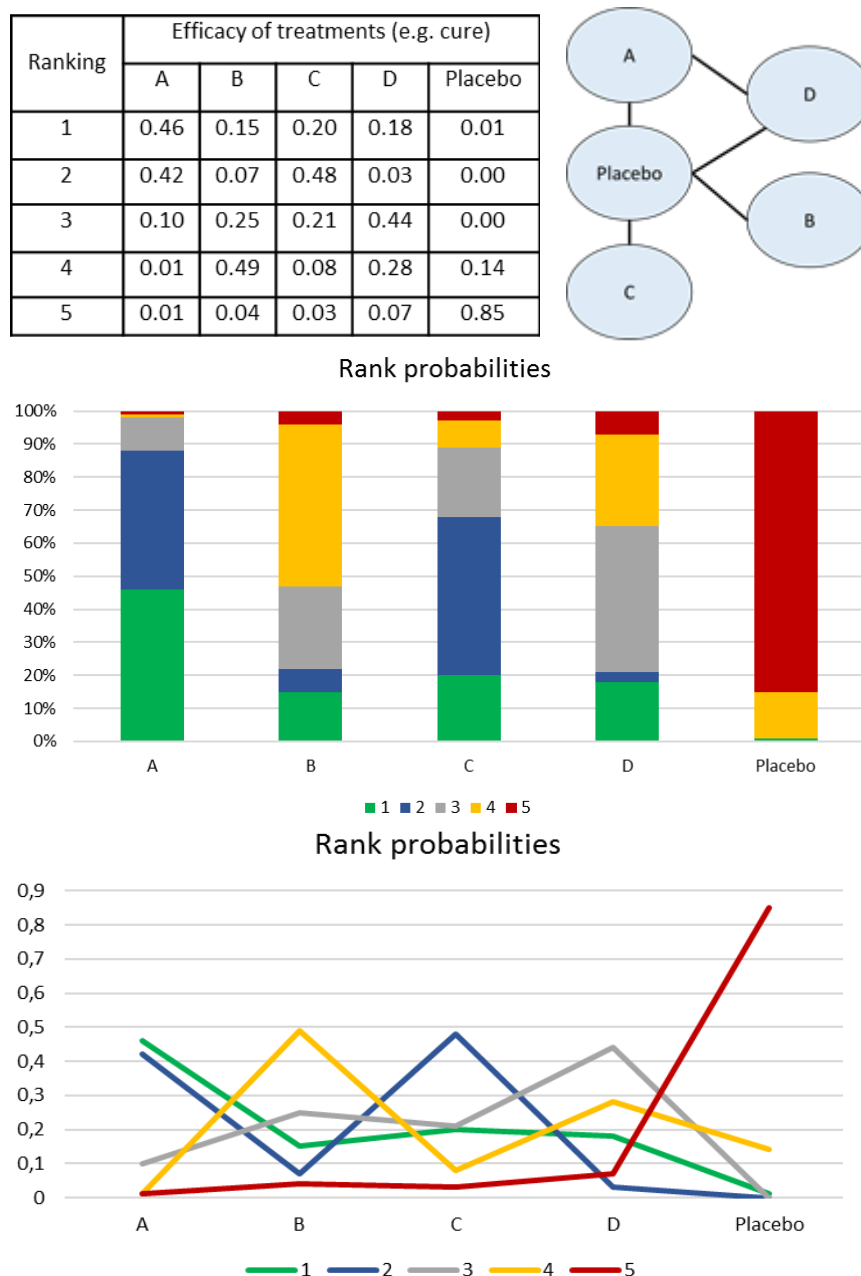 Ranking
Efficacy of treatments (e.g. cure)
A B C D Placebo
1 0.46 0.15 0.20 0.18 0.01
2 0.42 0.07 0.48 0.03 0.00
3 0.10 0.25 0.21 0.44 0.00
4 0.01 0.49 0.08 0.28 0.14
5 0.01 0.04 0.03 0.07 0.85
A
D
Placebo
B
C
Rank probabilities
100%
90%
80%
70%
60%
50%
40%
30%
20%
10%
0%
A B C D Placebo
1 2 3 4 5
Rank probabilities
0,9
0,8
0,7
0,6
0,5
0,4
0,3
0,2
0,1
0
A B C D Placebo
1 2 3 4 5